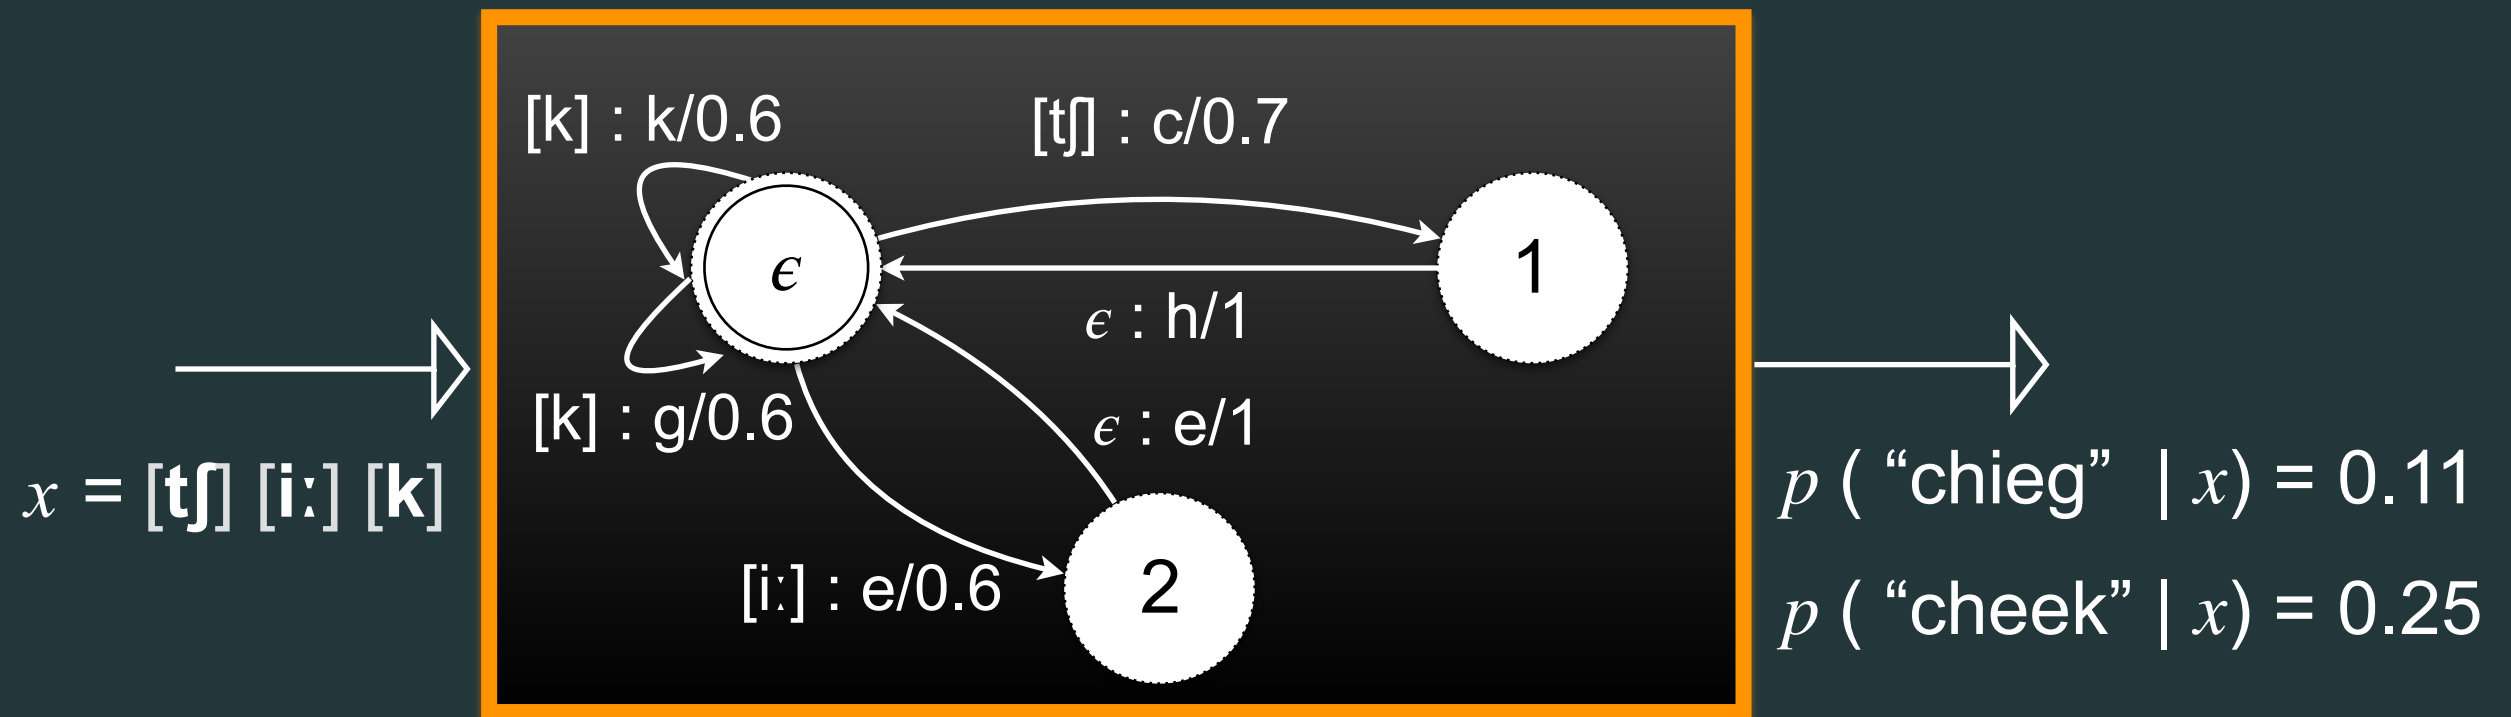 [k] : k/0.6
[tʃ] : c/0.7
ϵ
1
ϵ : h/1
[k] : g/0.6
ϵ : e/1
x = [tʃ] [iː] [k]
[iː] : e/0.6
2
p ( “chieg” | x) = 0.11
p ( “cheek” | x) = 0.25